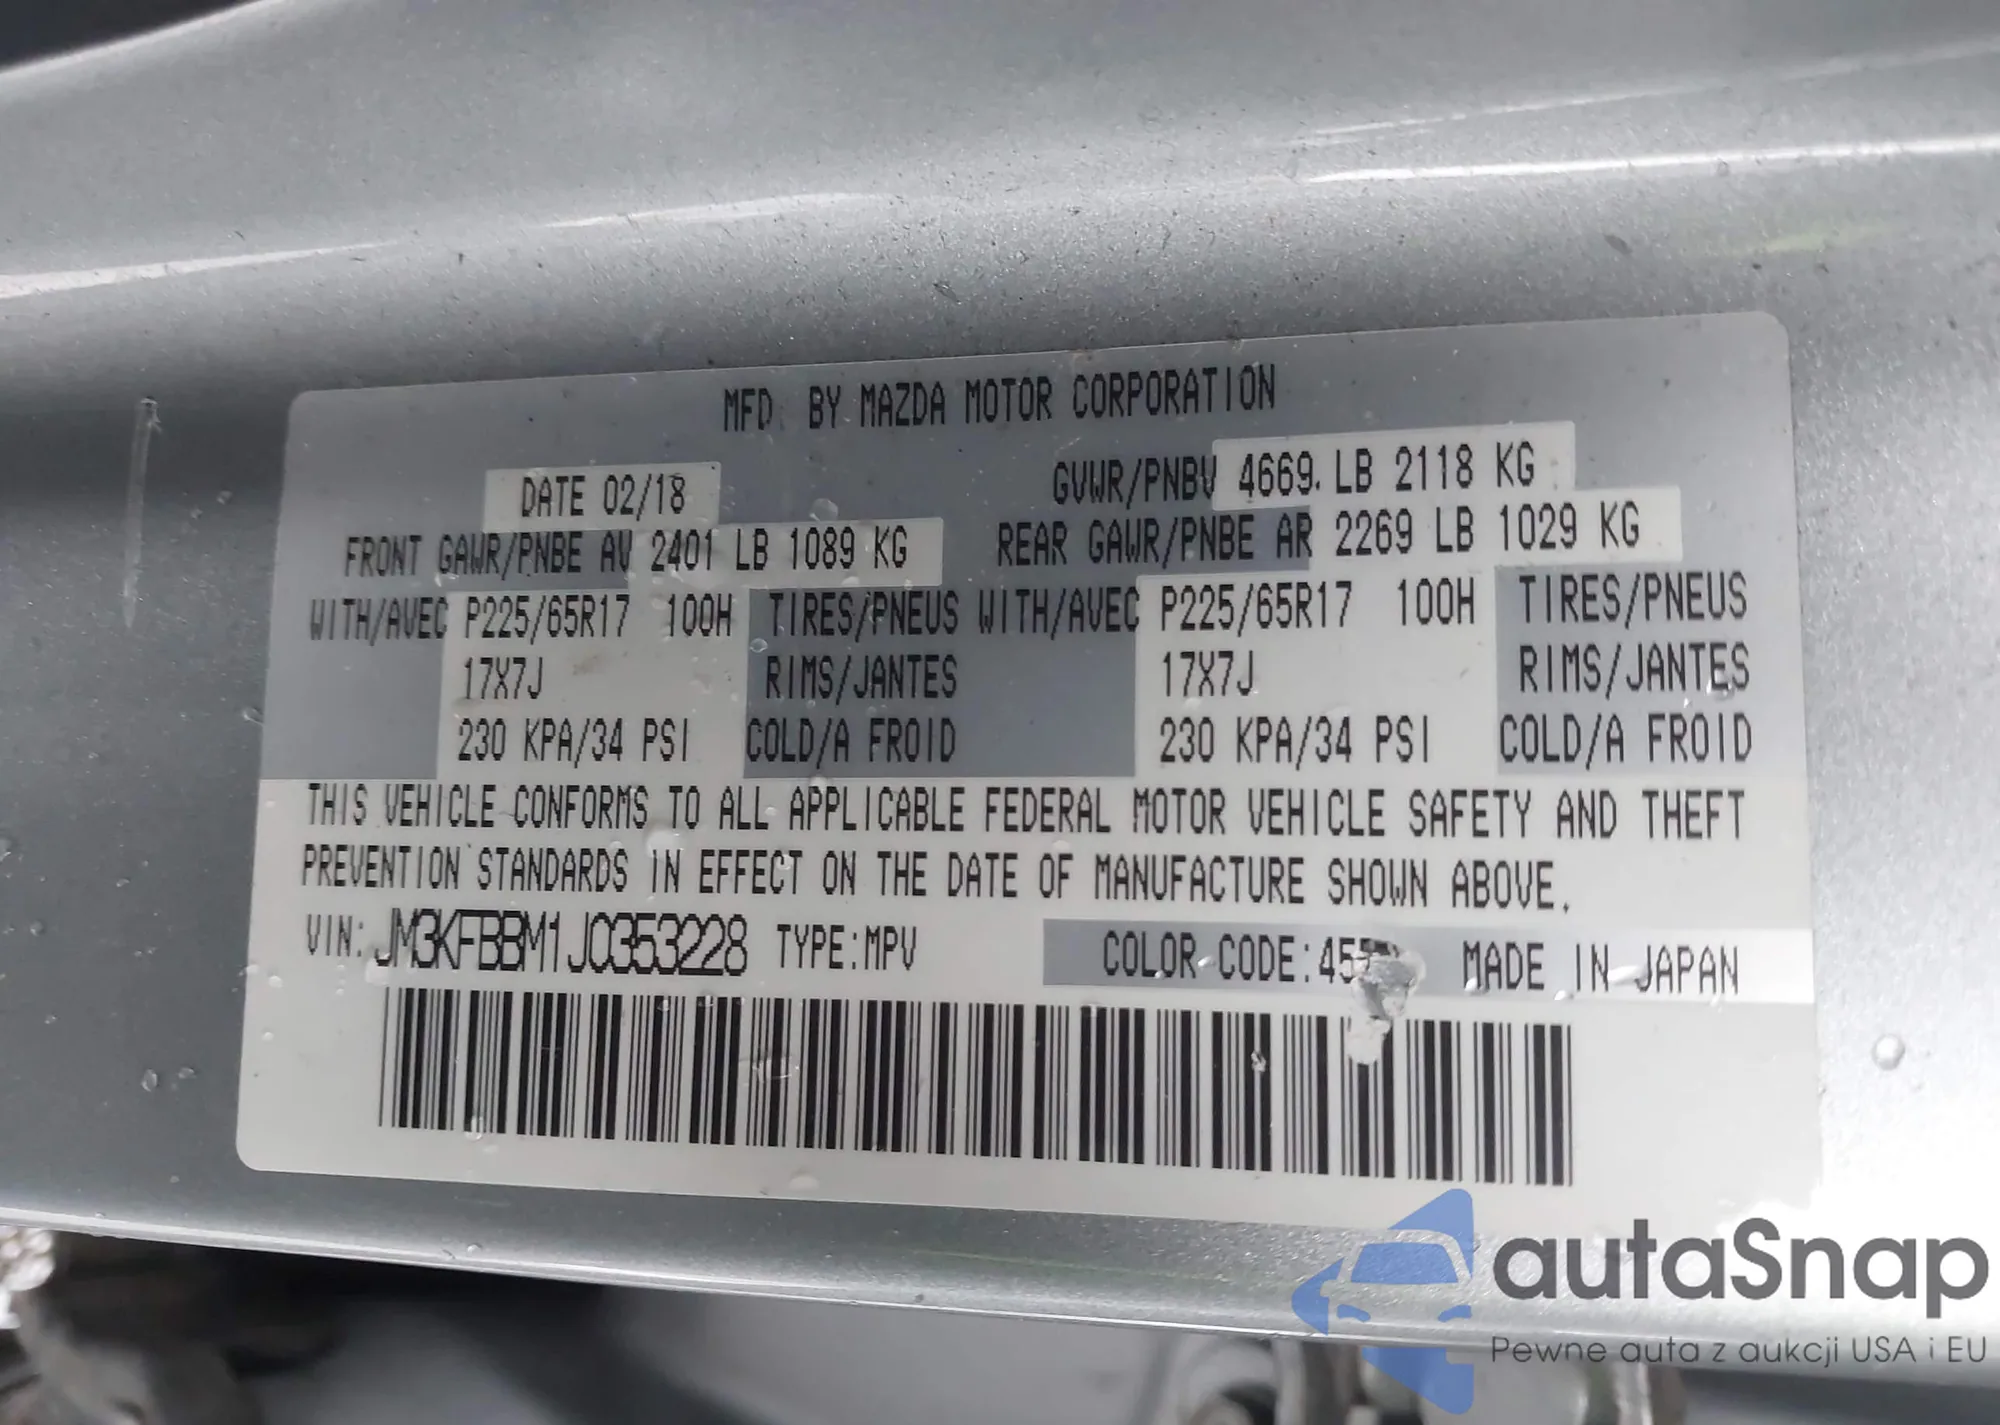 MFD. BY MAZDA MOTOR CORPORATION
DATE 02/18 GVWR/PNBV 4669. LB 2118 KG
FRONT GAWR/PNBE AV 2401 LB 1089 KG REAR GAWR/PNBE AR 2269 LB 1029 KG
WITH/AVEC P225/65R17 100H TIRES/PNEUS WITH/AVEC P225/65R17 100H TIRES/PNEUS
17X7J RIMS/JANTES 17X7J RIMS/JANTES
230 KPA/34 PSI COLD/A FROID 230 KPA/34 PSI COLD/A FROID
THIS VEHICLE CONFORMS TO ALL APPLICABLE FEDERAL MOTOR VEHICLE SAFETY AND THEFT
PREVENTION STANDARDS IN EFFECT ON THE DATE OF MANUFACTURE SHOWN ABOVE.
VIN: JM3KFBBM1J0353228 TYPE:MPV COLOR CODE: MADE IN JAPAN
autaSnap
Pewne auta z aukcji USA i EU